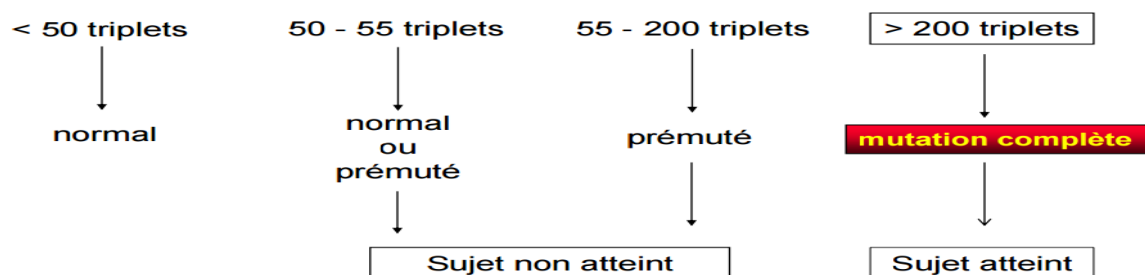 < 50 triplets
50 - 55 triplets
55 - 200 triplets
> 200 triplets
normal
normal
ou
prémuté
prémuté
mutation complète
Sujet non atteint
Sujet atteint